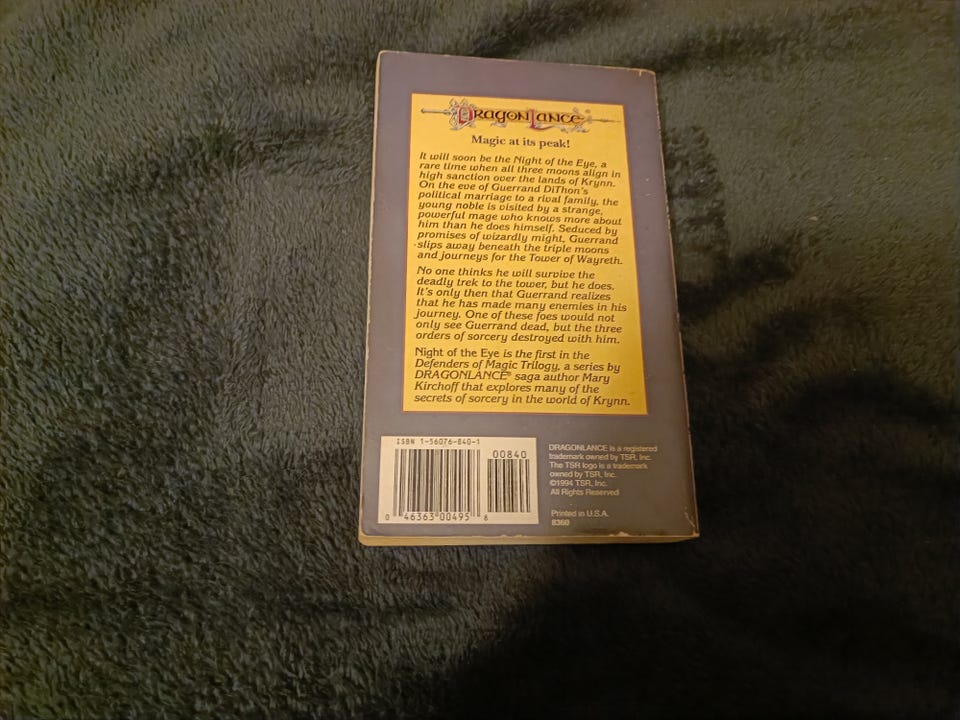 DRAGONLANCE
Magic at its peak!
It will soon be the Night of the Eye, a
rare time when all three moons align in
high sanction over the lands of Krynn.
On the eve of Guerrand DiThon's
political marriage to a rival family, the
young noble is visited by a strange,
powerful mage who knows more about
him than he does himself. Seduced by
promises of wizardly might, Guerrand
slips away beneath the triple moons
and journeys for the Tower of Wayreth.
No one thinks he will survive the
deadly trek to the tower, but he does.
It's only then that Guerrand realizes
that he has made many enemies in his
journey. One of these foes would not
only see Guerrand dead, but the three
orders of sorcery destroyed with him.
Night of the Eye is the first in the
Defenders of Magic Trilogy, a series by
DRAGONLANCE® saga author Mary
Kirchoff that explores many of the
secrets of sorcery in the world of Krynn.
ISBN 1-56076-840-1
00840
0 46363 00495 8
DRAGONLANCE is a registered
trademark owned by TSR, Inc.
The TSR logo is a trademark
owned by TSR, Inc.
©1994 TSR, Inc.
All Rights Reserved
Printed in U.S.A.
8360